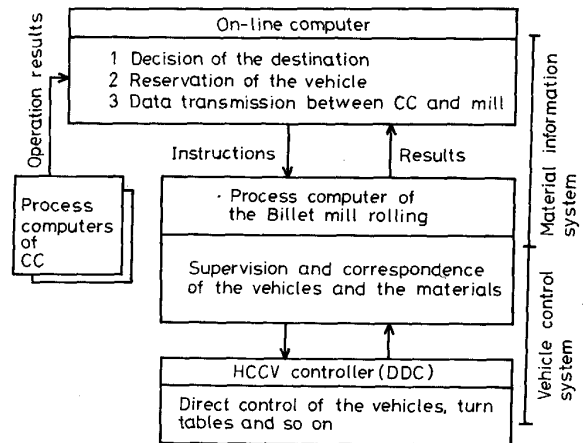 On-line computer
1 Decision of the destination
2 Reservation of the vehicle
3 Data transmission between CC and mill
Operation results
Instructions
Results
Process
computers
of
CC
Process computer of
the Billet mill rolling
Supervision and correspondence
of the vehicles and the materials
HCCV controller (DDC)
Direct control of the vehicles, turn
tables and so on
Material information
system
Vehicle control
system